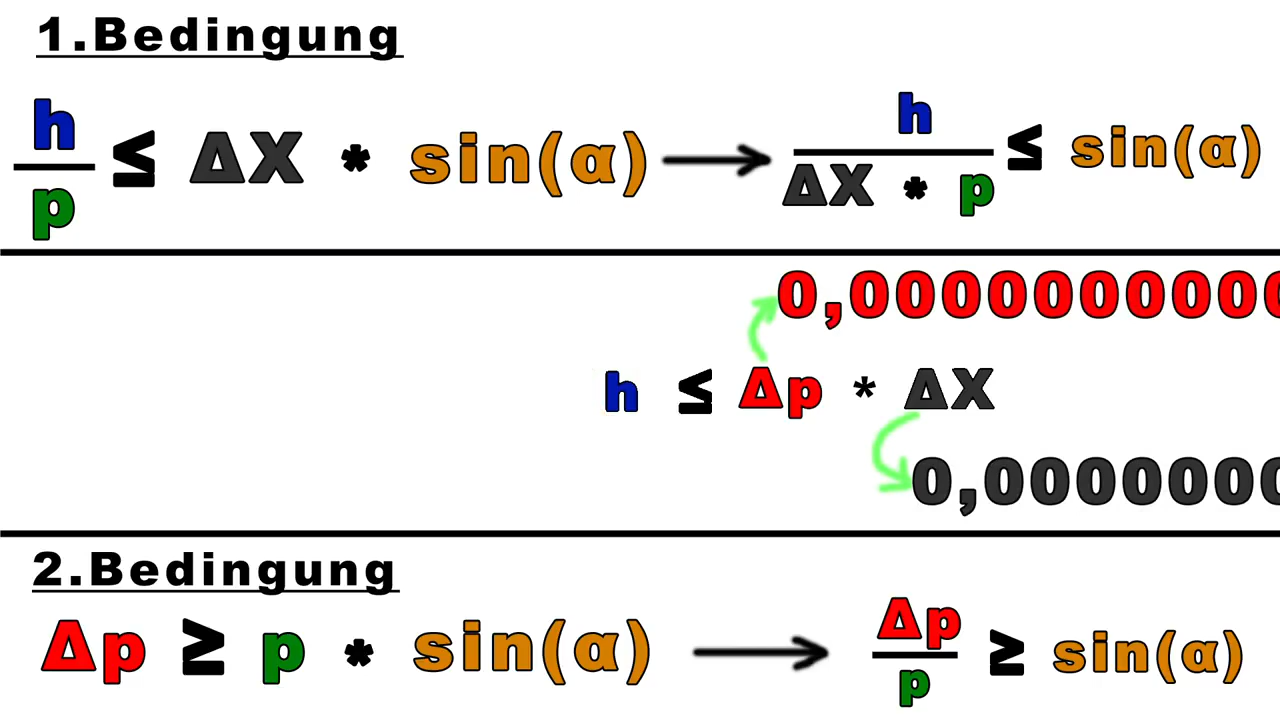 1.Bedingung
h/p ≤ ΔX * sin(α) → h/(ΔX * p) ≤ sin(α)
0,0000000000
h ≤ Δp * ΔX
0,0000000
2.Bedingung
Δp ≥ p * sin(α) → Δp/p ≥ sin(α)